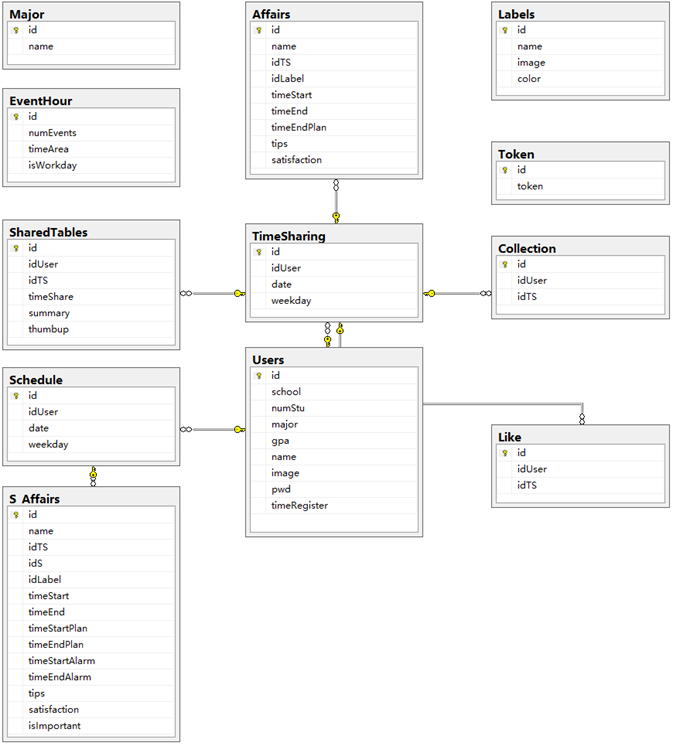 Major
id
name
EventHour
id
numEvents
timeArea
isWorkday
SharedTables
id
idUser
idTS
timeShare
summary
thumbup
Schedule
id
idUser
date
weekday
S_Affairs
id
name
idTS
idS
idLabel
timeStart
timeEnd
timeStartPlan
timeEndPlan
timeStartAlarm
timeEndAlarm
tips
satisfaction
isImportant
Affairs
id
name
idTS
idLabel
timeStart
timeEnd
timeEndPlan
tips
satisfaction
TimeSharing
id
idUser
date
weekday
Users
id
school
numStu
major
gpa
name
image
pwd
timeRegister
Labels
id
name
image
color
Token
id
token
Collection
id
idUser
idTS
Like
id
idUser
idTS